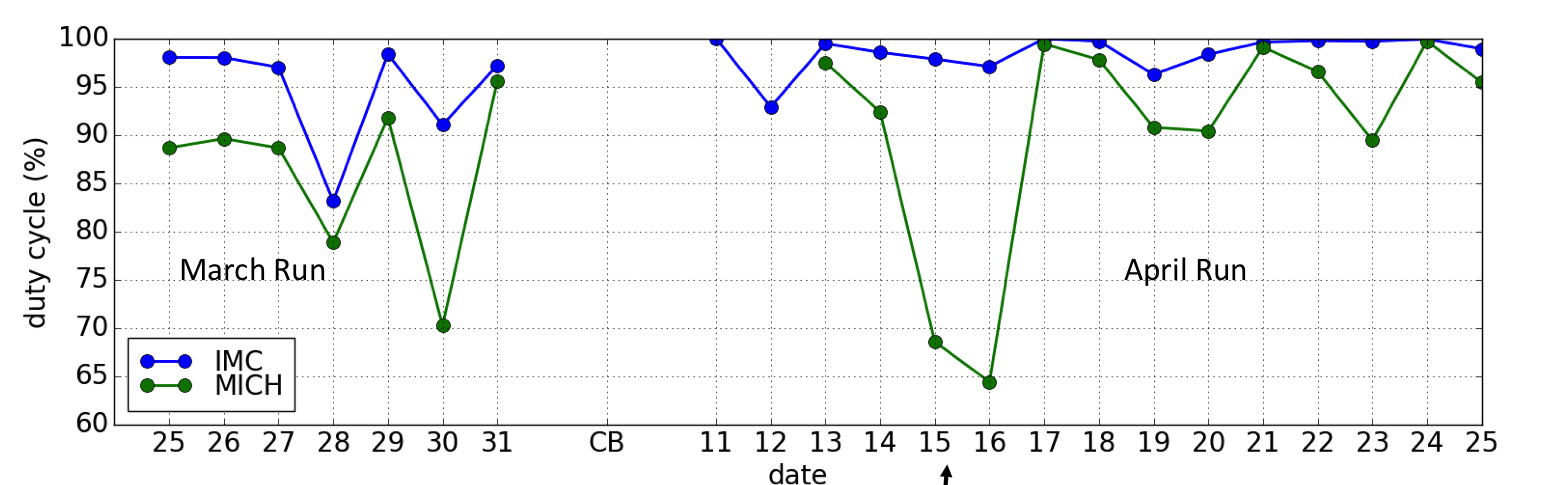 100
95
90
85
80
75
70
65
60
duty cycle (%)
March Run
April Run
IMC
MICH
25 26 27 28 29 30 31 CB 11 12 13 14 15 16 17 18 19 20 21 22 23 24 25
date